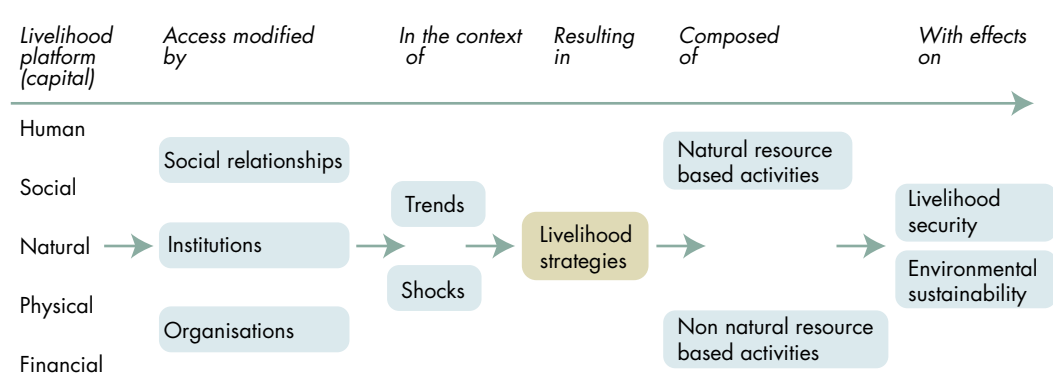 Livelihood
platform
(capital)
Access modified
by
In the context
of
Resulting
in
Composed
of
With effects
on
Human
Social
Natural
Physical
Financial
Social relationships
Institutions
Organisations
Trends
Shocks
Livelihood
strategies
Natural resource
based activities
Non natural resource
based activities
Livelihood
security
Environmental
sustainability